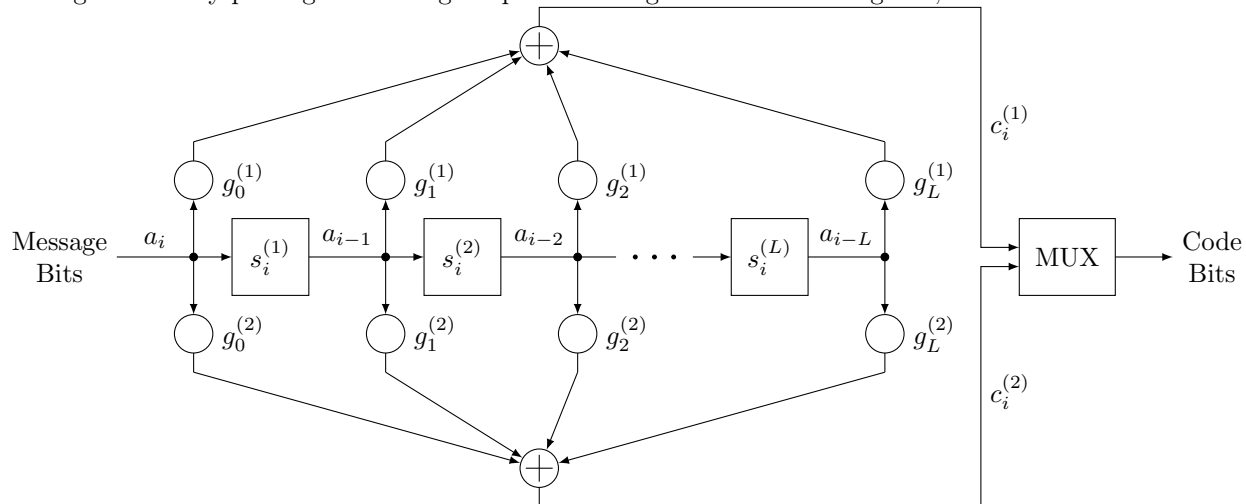 c_i^{(1)}
g_0^{(1)} g_1^{(1)} g_2^{(1)} g_L^{(1)}
Message
Bits
a_i s_i^{(1)} a_{i-1} s_i^{(2)} a_{i-2} ··· s_i^{(L)} a_{i-L}
MUX
Code
Bits
g_0^{(2)} g_1^{(2)} g_2^{(2)} g_L^{(2)}
c_i^{(2)}